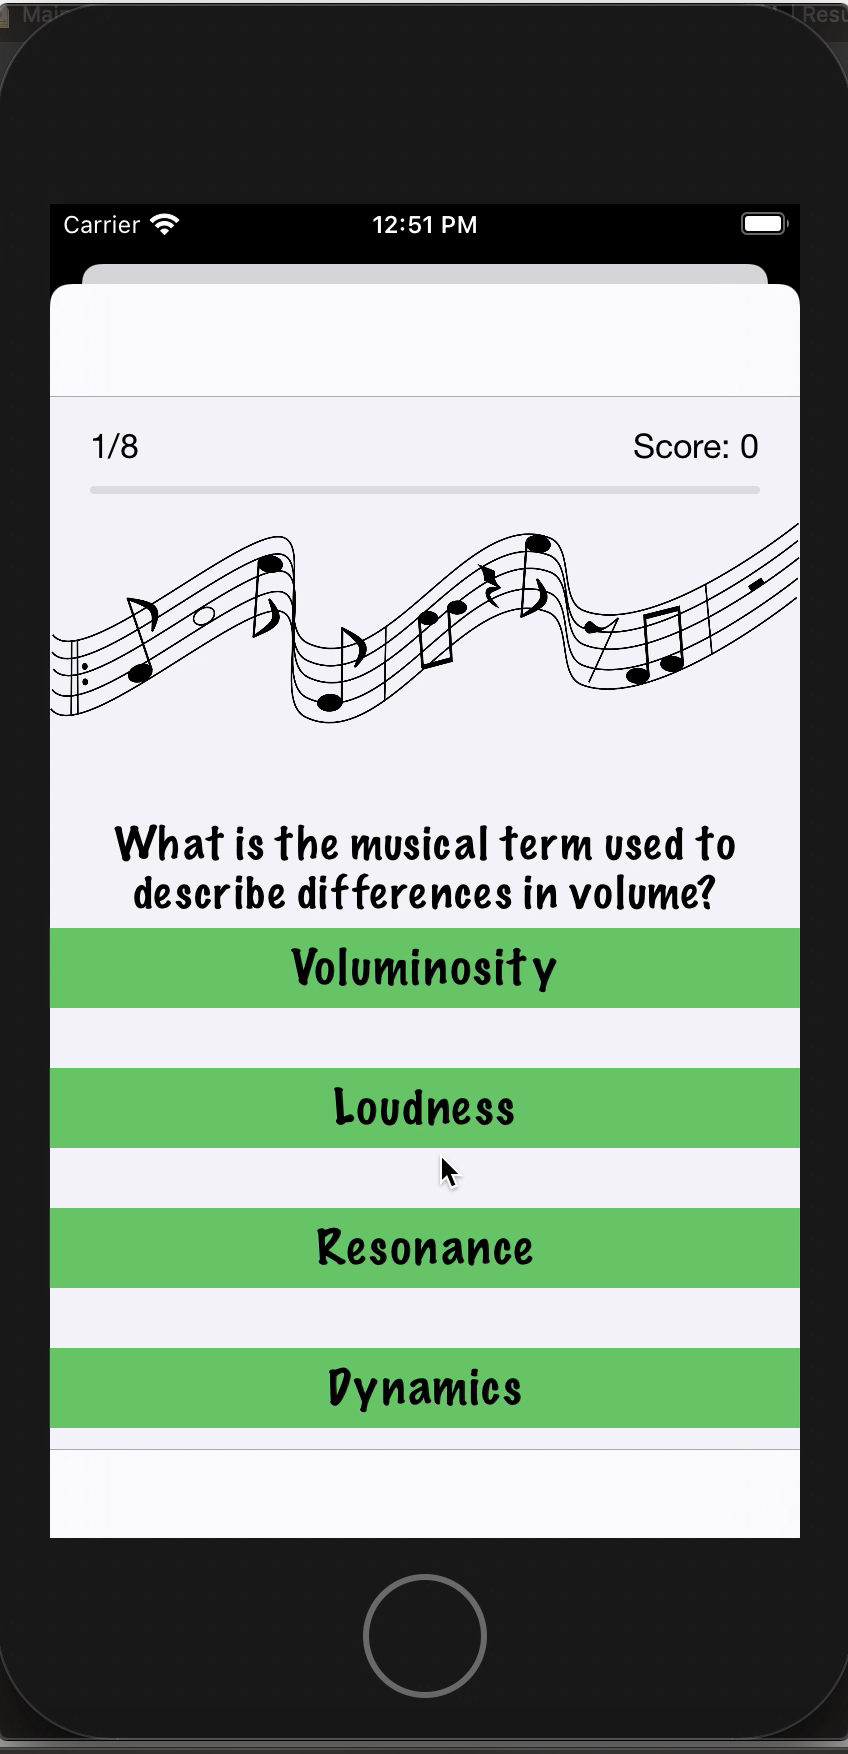 Carrier 12:51 PM
1/8 Score: 0
What is the musical term used to
describe differences in volume?
Voluminosity
Loudness
Resonance
Dynamics